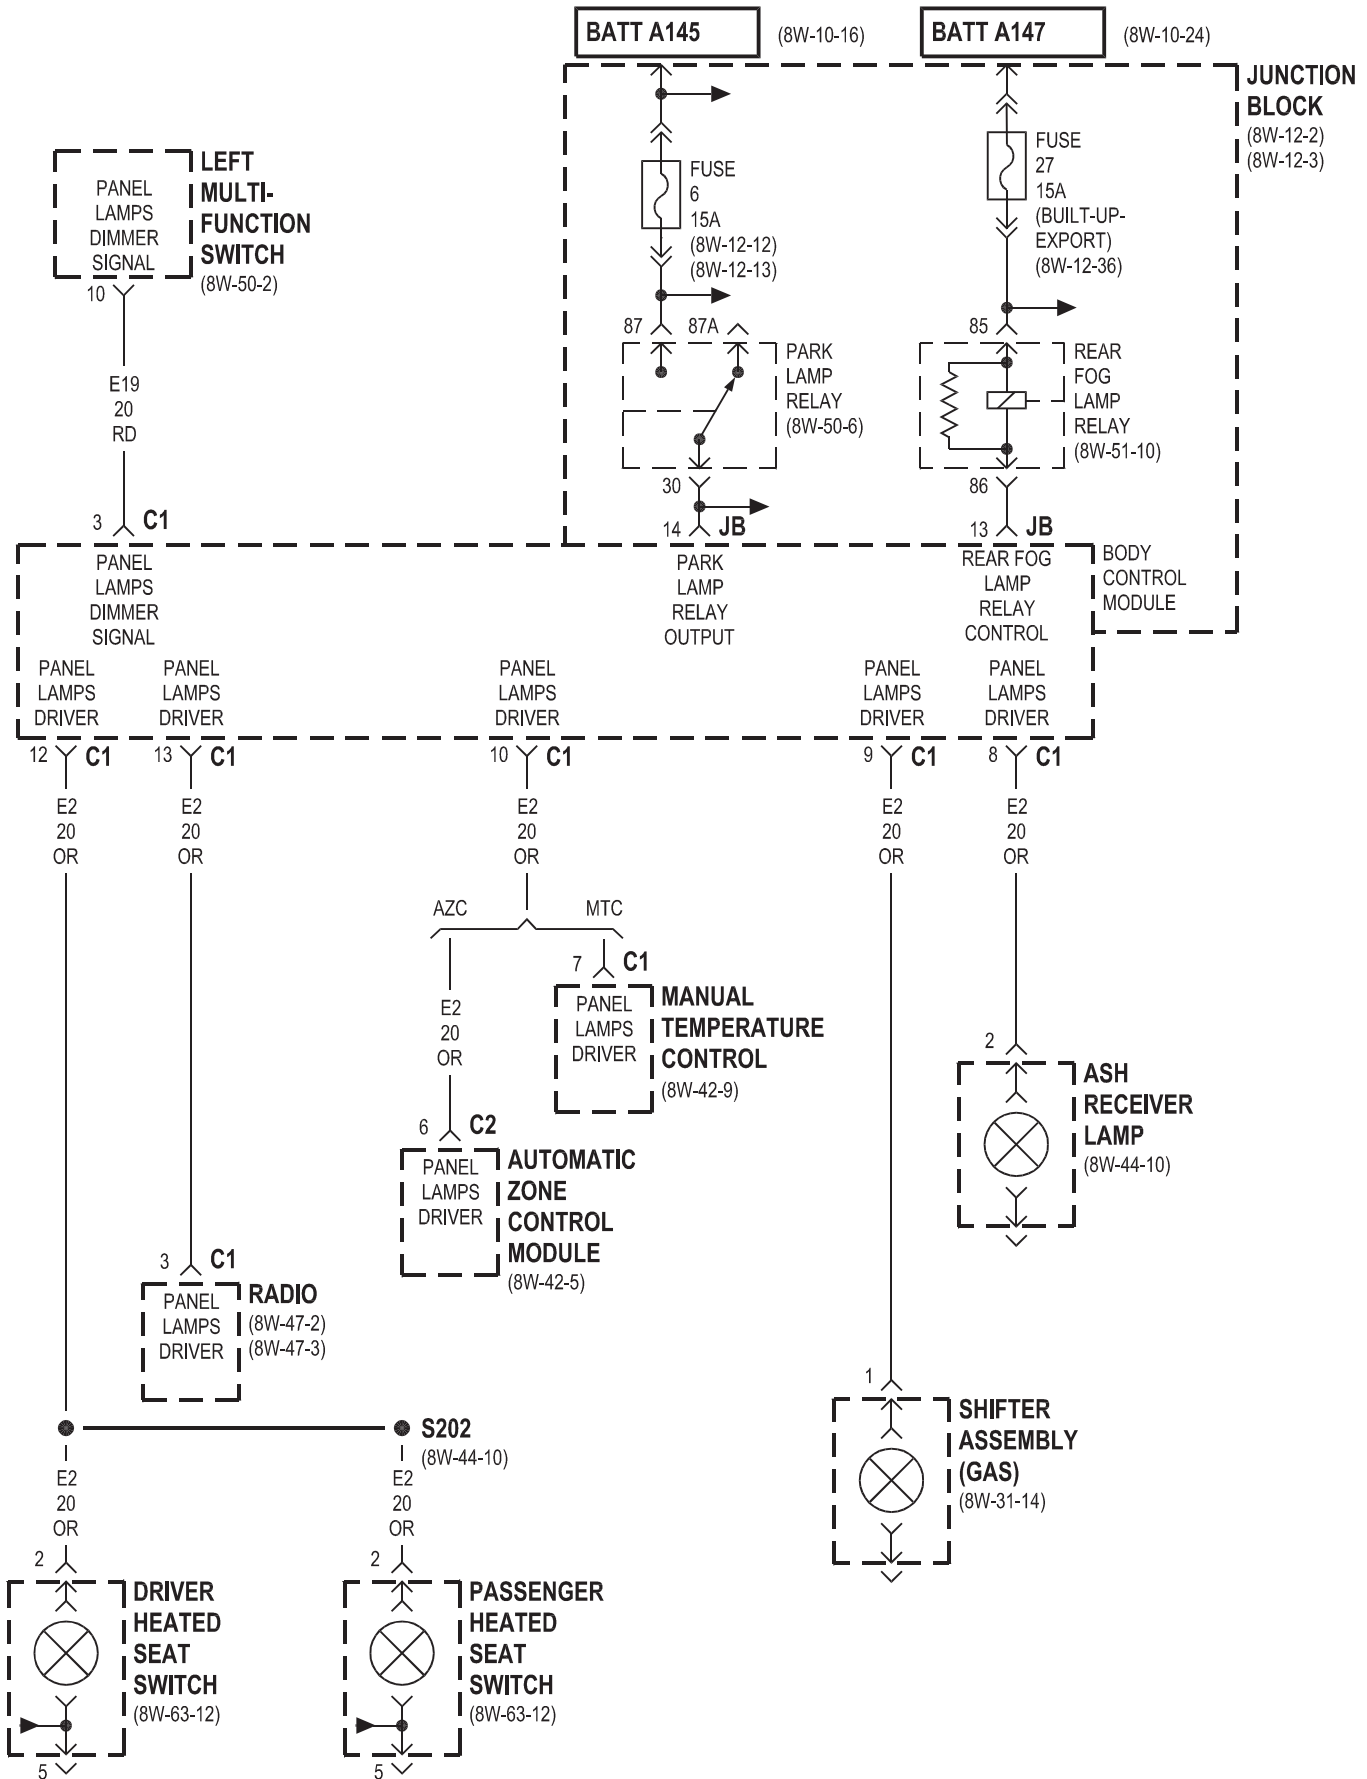 BATT A145
(8W-10-16)
BATT A147
(8W-10-24)
JUNCTION
BLOCK
(8W-12-2)
(8W-12-3)
FUSE
6
15A
(8W-12-12)
(8W-12-13)
FUSE
27
15A
(BUILT-UP-
EXPORT)
(8W-12-36)
PANEL
LAMPS
DIMMER
SIGNAL
LEFT
MULTI-
FUNCTION
SWITCH
(8W-50-2)
10
E19
20
RD
3
C1
87
87A
PARK
LAMP
RELAY
(8W-50-6)
30
14
JB
85
REAR
FOG
LAMP
RELAY
(8W-51-10)
86
13
JB
PANEL
LAMPS
DIMMER
SIGNAL
PARK
LAMP
RELAY
OUTPUT
REAR FOG
LAMP
RELAY
CONTROL
BODY
CONTROL
MODULE
PANEL
LAMPS
DRIVER
PANEL
LAMPS
DRIVER
PANEL
LAMPS
DRIVER
PANEL
LAMPS
DRIVER
PANEL
LAMPS
DRIVER
12
C1
13
C1
10
C1
9
C1
8
C1
E2
20
OR
E2
20
OR
E2
20
OR
E2
20
OR
E2
20
OR
AZC
MTC
7
C1
PANEL
LAMPS
DRIVER
MANUAL
TEMPERATURE
CONTROL
(8W-42-9)
E2
20
OR
6
C2
PANEL
LAMPS
DRIVER
AUTOMATIC
ZONE
CONTROL
MODULE
(8W-42-5)
2
ASH
RECEIVER
LAMP
(8W-44-10)
3
C1
PANEL
LAMPS
DRIVER
RADIO
(8W-47-2)
(8W-47-3)
1
SHIFTER
ASSEMBLY
(GAS)
(8W-31-14)
S202
(8W-44-10)
E2
20
OR
E2
20
OR
2
DRIVER
HEATED
SEAT
SWITCH
(8W-63-12)
5
2
PASSENGER
HEATED
SEAT
SWITCH
(8W-63-12)
5